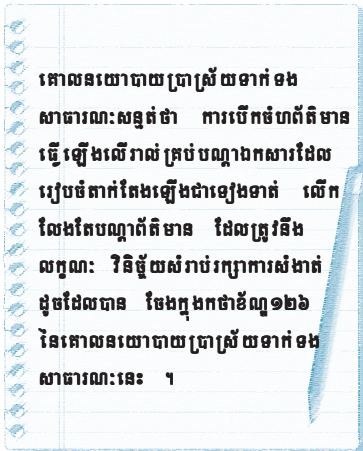 គោលនយោបាយប្រាស្រ័យទាក់ទង
សាធារណៈសន្មត់ថា ការបើកចំហព័ត៌មាន
ធ្វើឡើងលើរាល់គ្រប់បណ្តាឯកសារដែល
រៀបចំតាក់តែងឡើងជាទៀងទាត់ លើក
លែងតែបណ្តាព័ត៌មាន ដែលត្រូវនឹង
លក្ខណៈ វិនិច្ឆ័យសំរាប់រក្សាការសំងាត់
ដូចដែលបាន ចែងក្នុងកថាខ័ណ្ឌ១២៦
នៃគោលនយោបាយប្រាស្រ័យទាក់ទង
សាធារណៈនេះ ។